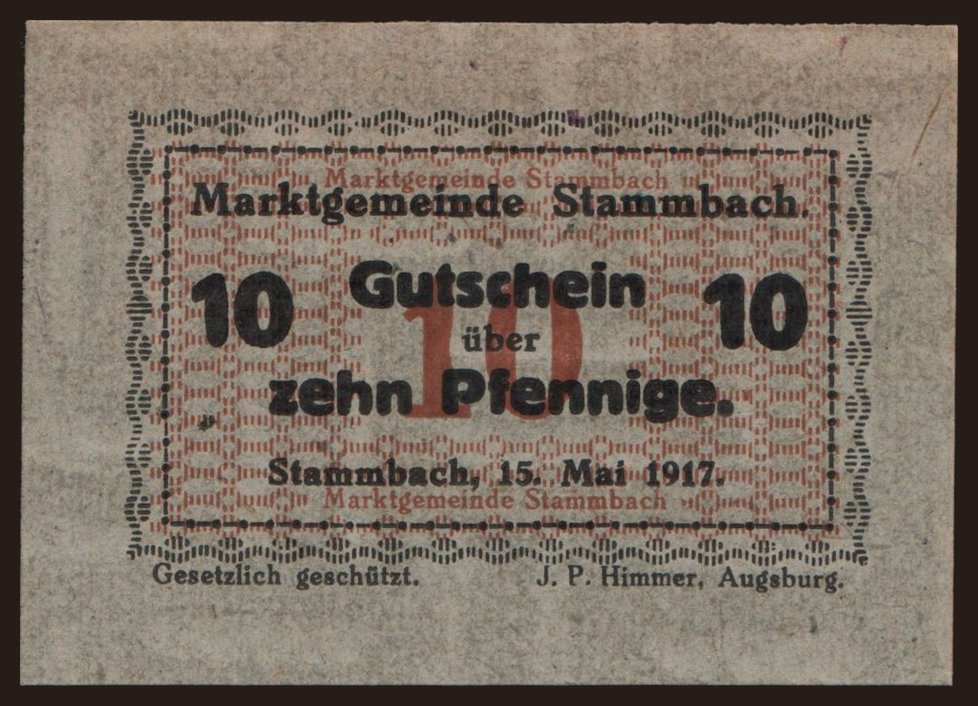 Marktgemeinde Stammbach
Marktgemeinde Stammbach.
10 Gutschein 10
10
über
zehn Pfennige.
Stammbach, 15. Mai 1917.
Marktgemeinde Stammbach
Gesetzlich geschützt. J. P. Himmer, Augsburg.